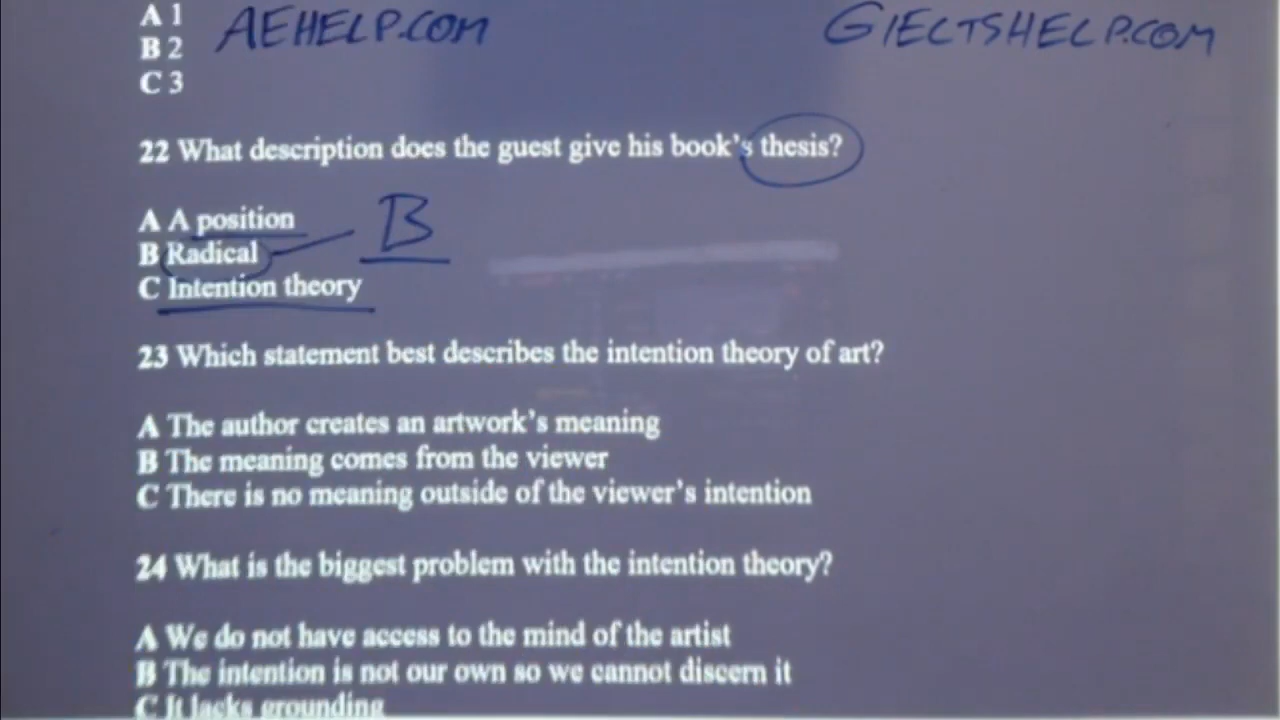 A 1
AEHELP.COM
GIELTSHELP.COM
B 2
C 3
22 What description does the guest give his book's thesis?
A A position
B Radical
B
C Intention theory
23 Which statement best describes the intention theory of art?
A The author creates an artwork's meaning
B The meaning comes from the viewer
C There is no meaning outside of the viewer's intention
24 What is the biggest problem with the intention theory?
A We do not have access to the mind of the artist
B The intention is not our own so we cannot discern it
C It lacks grounding